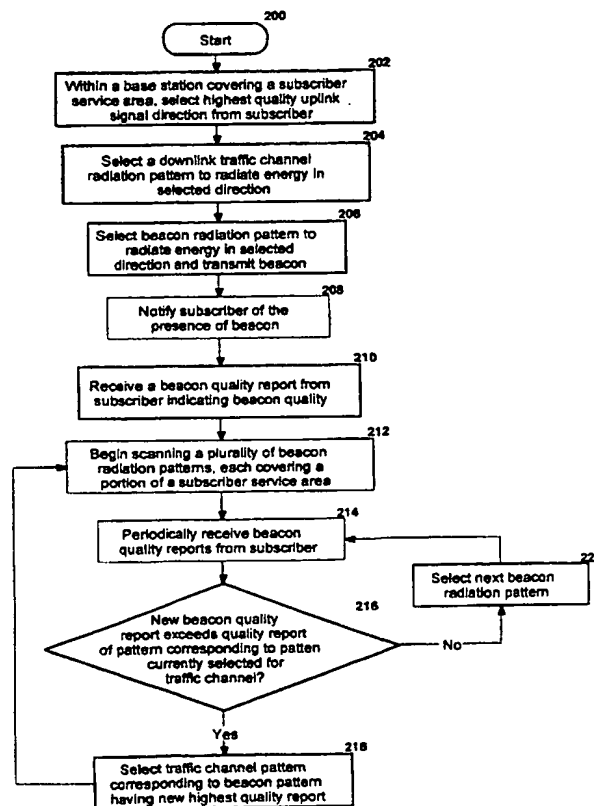 200
Start
202
Within a base station covering a subscriber
service area, select highest quality uplink
signal direction from subscriber
204
Select a downlink traffic channel
radiation pattern to radiate energy in
selected direction
206
Select beacon radiation pattern to
radiate energy in selected
direction and transmit beacon
208
Notify subscriber of the
presence of beacon
210
Receive a beacon quality report from
subscriber indicating beacon quality
212
Begin scanning a plurality of beacon
radiation patterns, each covering a
portion of a subscriber service area
214
Periodically receive beacon
quality reports from subscriber
22
Select next beacon
radiation pattern
216
New beacon quality
report exceeds quality report
of pattern corresponding to patten
currently selected for
traffic channel?
No
Yes
218
Select traffic channel pattern
corresponding to beacon pattern
having new highest quality report